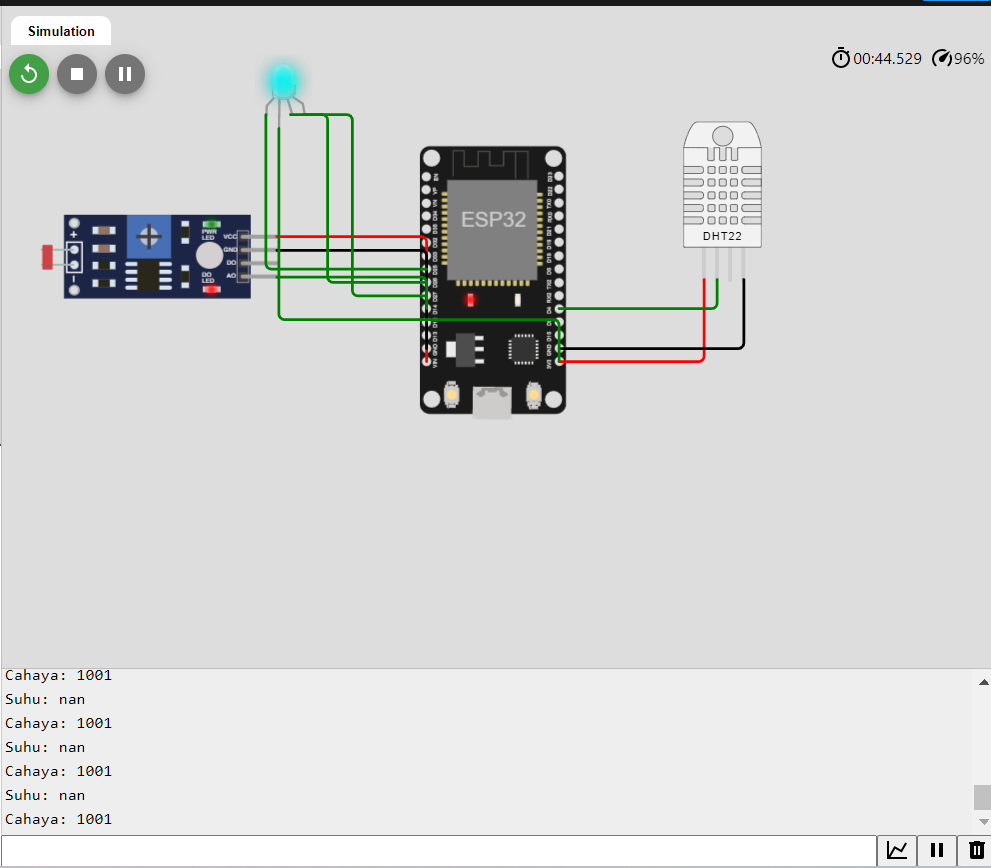 Simulation
00:44.529
96%
ESP32
DHT22
VCC
GND
DO
AO
PWR
LED
DO
LED
+
Cahaya: 1001
Suhu: nan
Cahaya: 1001
Suhu: nan
Cahaya: 1001
Suhu: nan
Cahaya: 1001